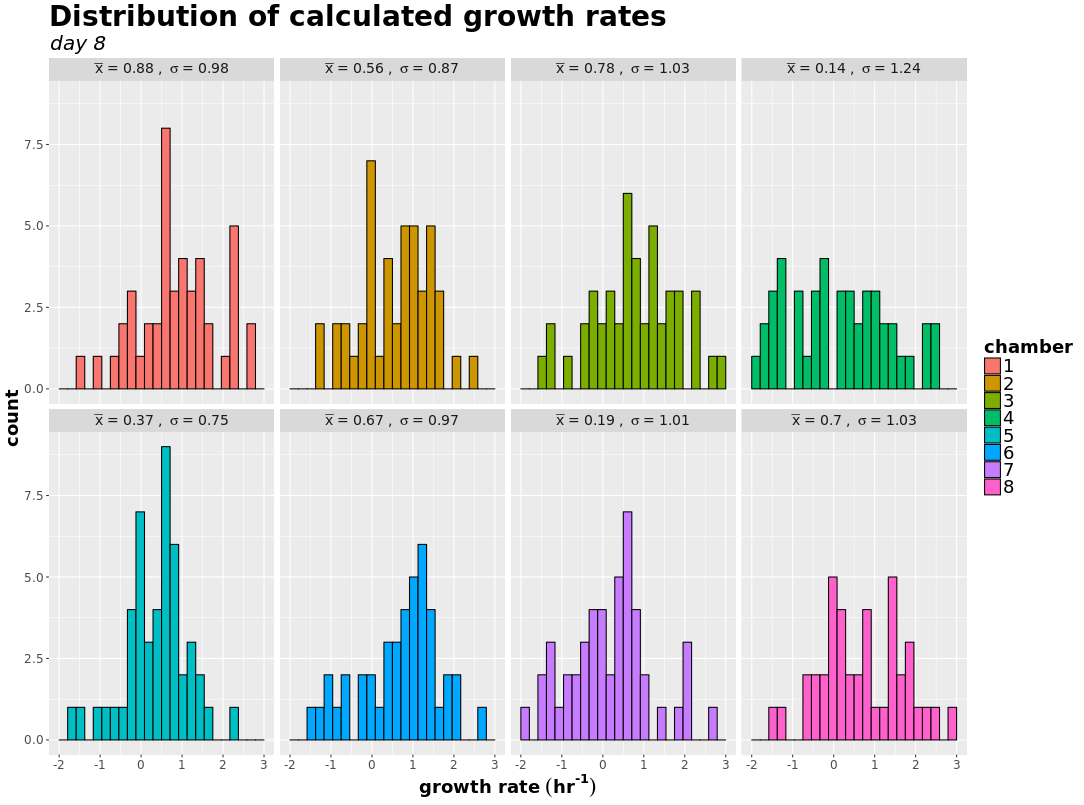 Distribution of calculated growth rates
day 8
x̅ = 0.88 , σ = 0.98
x̅ = 0.56 , σ = 0.87
x̅ = 0.78 , σ = 1.03
x̅ = 0.14 , σ = 1.24
7.5
5.0
2.5
0.0
count
x̅ = 0.37 , σ = 0.75
x̅ = 0.67 , σ = 0.97
x̅ = 0.19 , σ = 1.01
x̅ = 0.7 , σ = 1.03
7.5
5.0
2.5
0.0
-2 -1 0 1 2 3
-2 -1 0 1 2 3
-2 -1 0 1 2 3
-2 -1 0 1 2 3
growth rate (hr⁻¹)
chamber
1
2
3
4
5
6
7
8